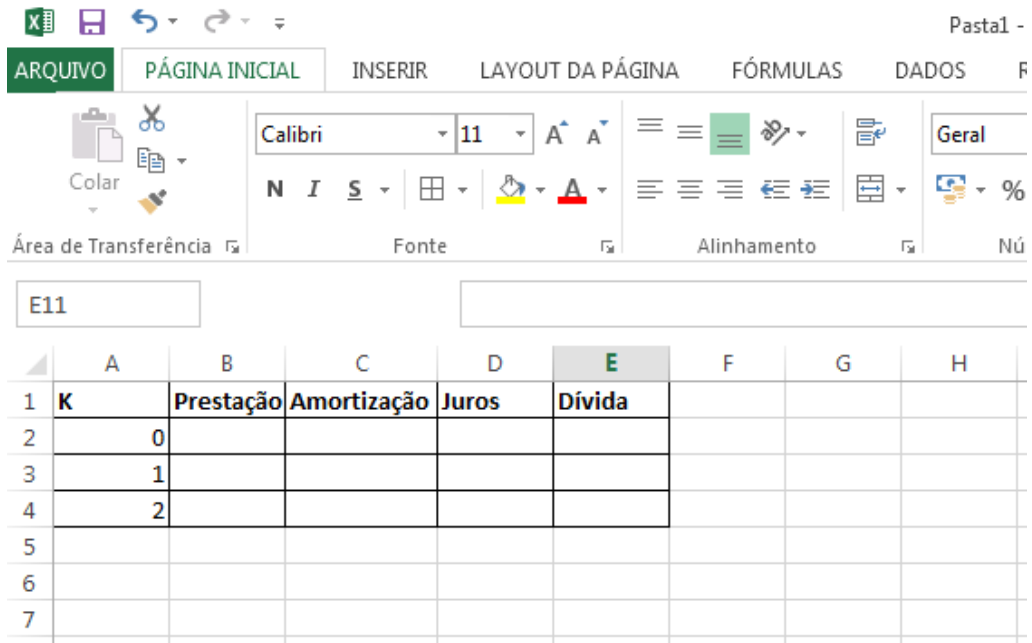 Pasta1 -
ARQUIVO PÁGINA INICIAL INSERIR LAYOUT DA PÁGINA FÓRMULAS DADOS R
Calibri 11 A A Geral
Colar N I S A %
Área de Transferência Fonte Alinhamento Nú
E11
A B C D E F G H
1 K Prestação Amortização Juros Dívida
2 0
3 1
4 2
5
6
7